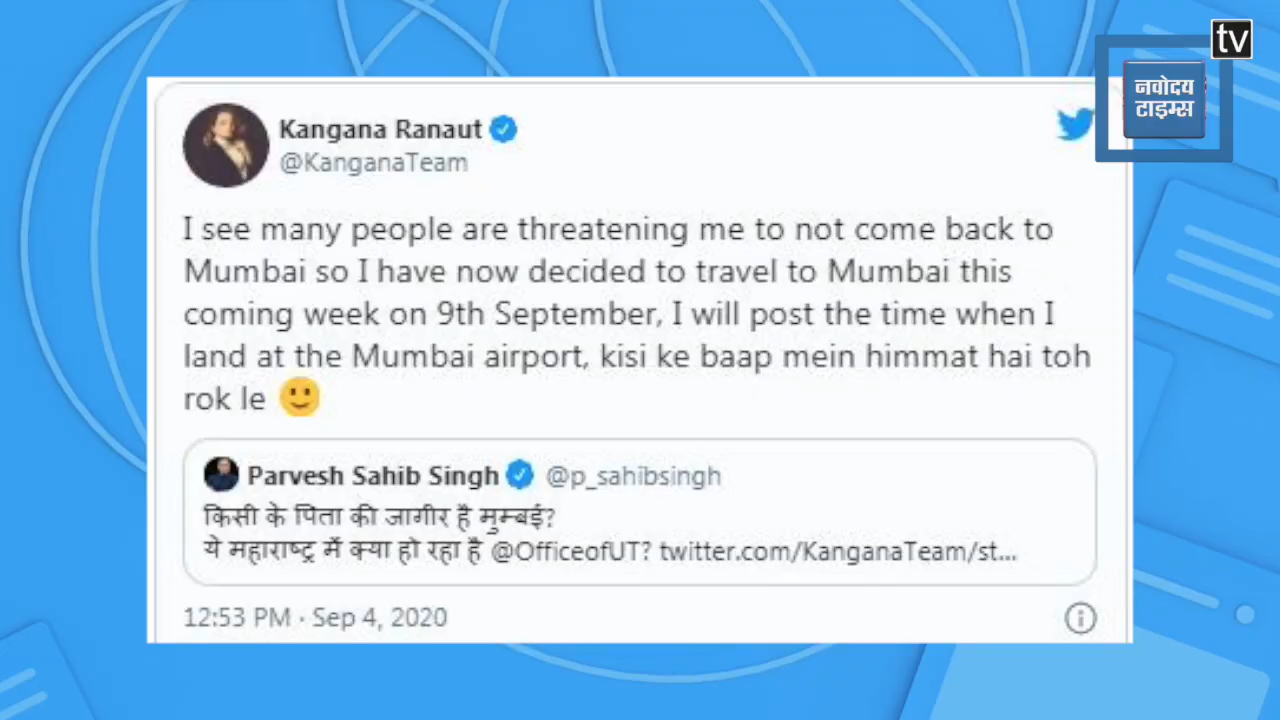 tv
नवोदय
टाइम्स
Kangana Ranaut
@KanganaTeam
I see many people are threatening me to not come back to
Mumbai so I have now decided to travel to Mumbai this
coming week on 9th September, I will post the time when I
land at the Mumbai airport, kisi ke baap mein himmat hai toh
rok le 🙂
Parvesh Sahib Singh @p_sahibsingh
किसी के पिता की जागीर है मुम्बई?
ये महाराष्ट्र में क्या हो रहा है @OfficeofUT? twitter.com/KanganaTeam/st...
12:53 PM · Sep 4, 2020